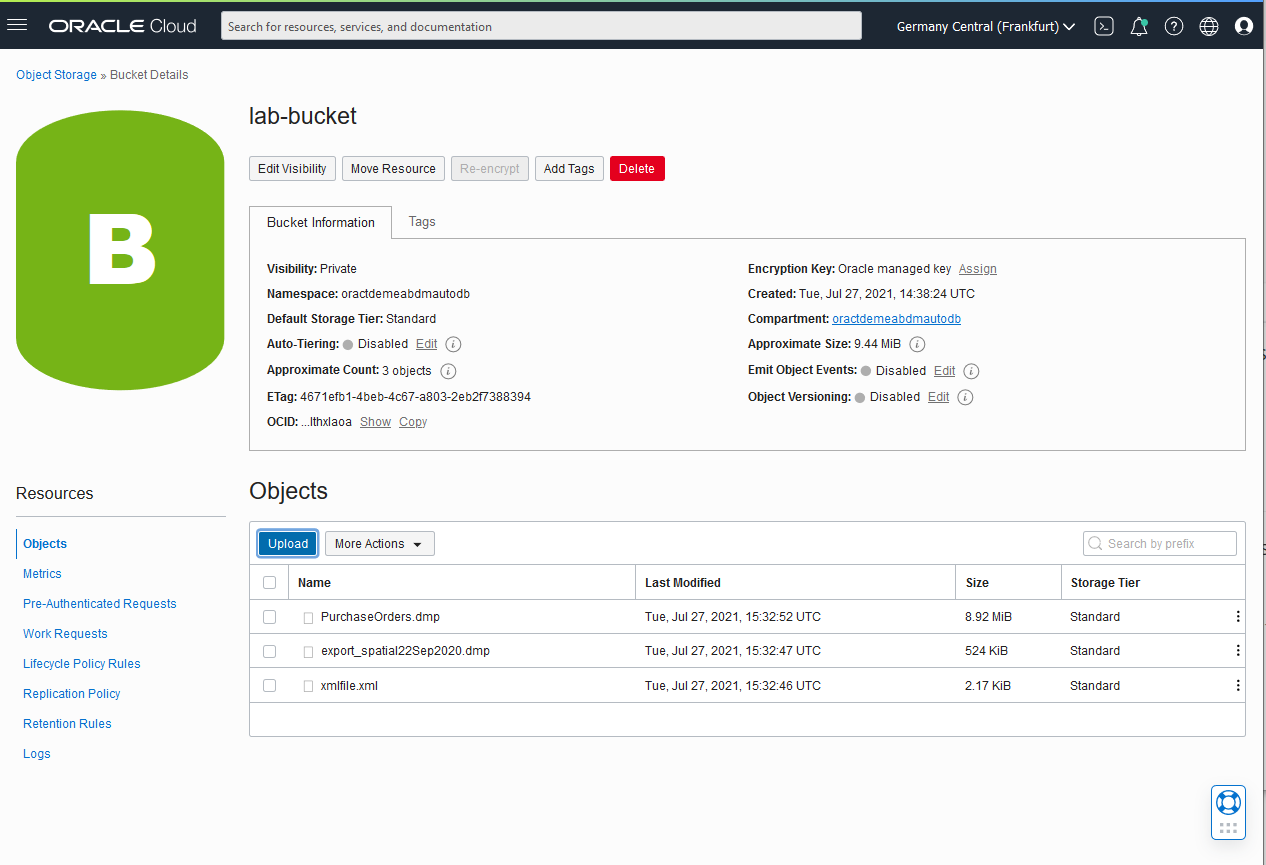 ORACLE Cloud
Search for resources, services, and documentation
Germany Central (Frankfurt)
Object Storage » Bucket Details
B
lab-bucket
Edit Visibility
Move Resource
Re-encrypt
Add Tags
Delete
Bucket Information
Tags
Visibility: Private
Namespace: oractdemeabdmautodb
Default Storage Tier: Standard
Auto-Tiering: Disabled Edit
Approximate Count: 3 objects
ETag: 4671efb1-4beb-4c67-a803-2eb2f7388394
OCID: ...lthxlaoa Show Copy
Encryption Key: Oracle managed key Assign
Created: Tue, Jul 27, 2021, 14:38:24 UTC
Compartment: oractdemeabdmautodb
Approximate Size: 9.44 MiB
Emit Object Events: Disabled Edit
Object Versioning: Disabled Edit
Resources
Objects
Metrics
Pre-Authenticated Requests
Work Requests
Lifecycle Policy Rules
Replication Policy
Retention Rules
Logs
Objects
Upload
More Actions
Search by prefix
Name Last Modified Size Storage Tier
PurchaseOrders.dmp Tue, Jul 27, 2021, 15:32:52 UTC 8.92 MiB Standard
export_spatial22Sep2020.dmp Tue, Jul 27, 2021, 15:32:47 UTC 524 KiB Standard
xmlfile.xml Tue, Jul 27, 2021, 15:32:46 UTC 2.17 KiB Standard